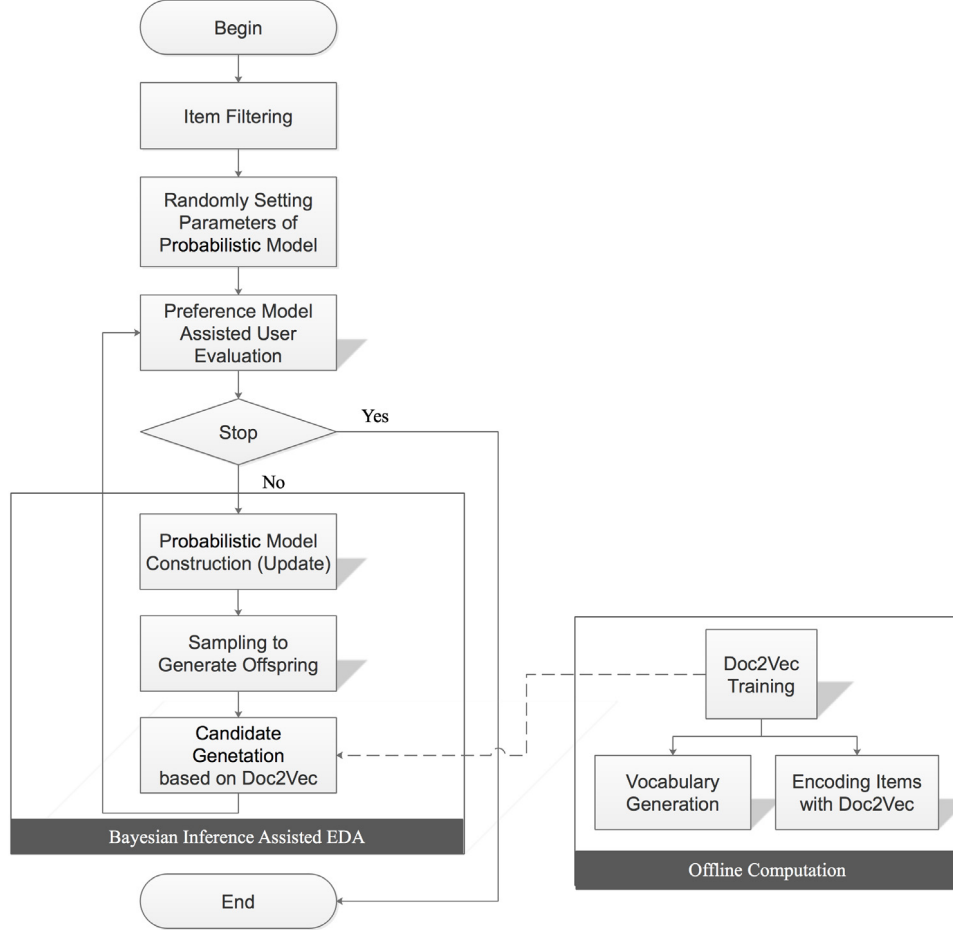 Begin
Item Filtering
Randomly Setting
Parameters of
Probabilistic Model
Preference Model
Assisted User
Evaluation
Stop
Yes
No
Probabilistic Model
Construction (Update)
Sampling to
Generate Offspring
Candidate
Genetation
based on Doc2Vec
Bayesian Inference Assisted EDA
End
Doc2Vec
Training
Vocabulary
Generation
Encoding Items
with Doc2Vec
Offline Computation